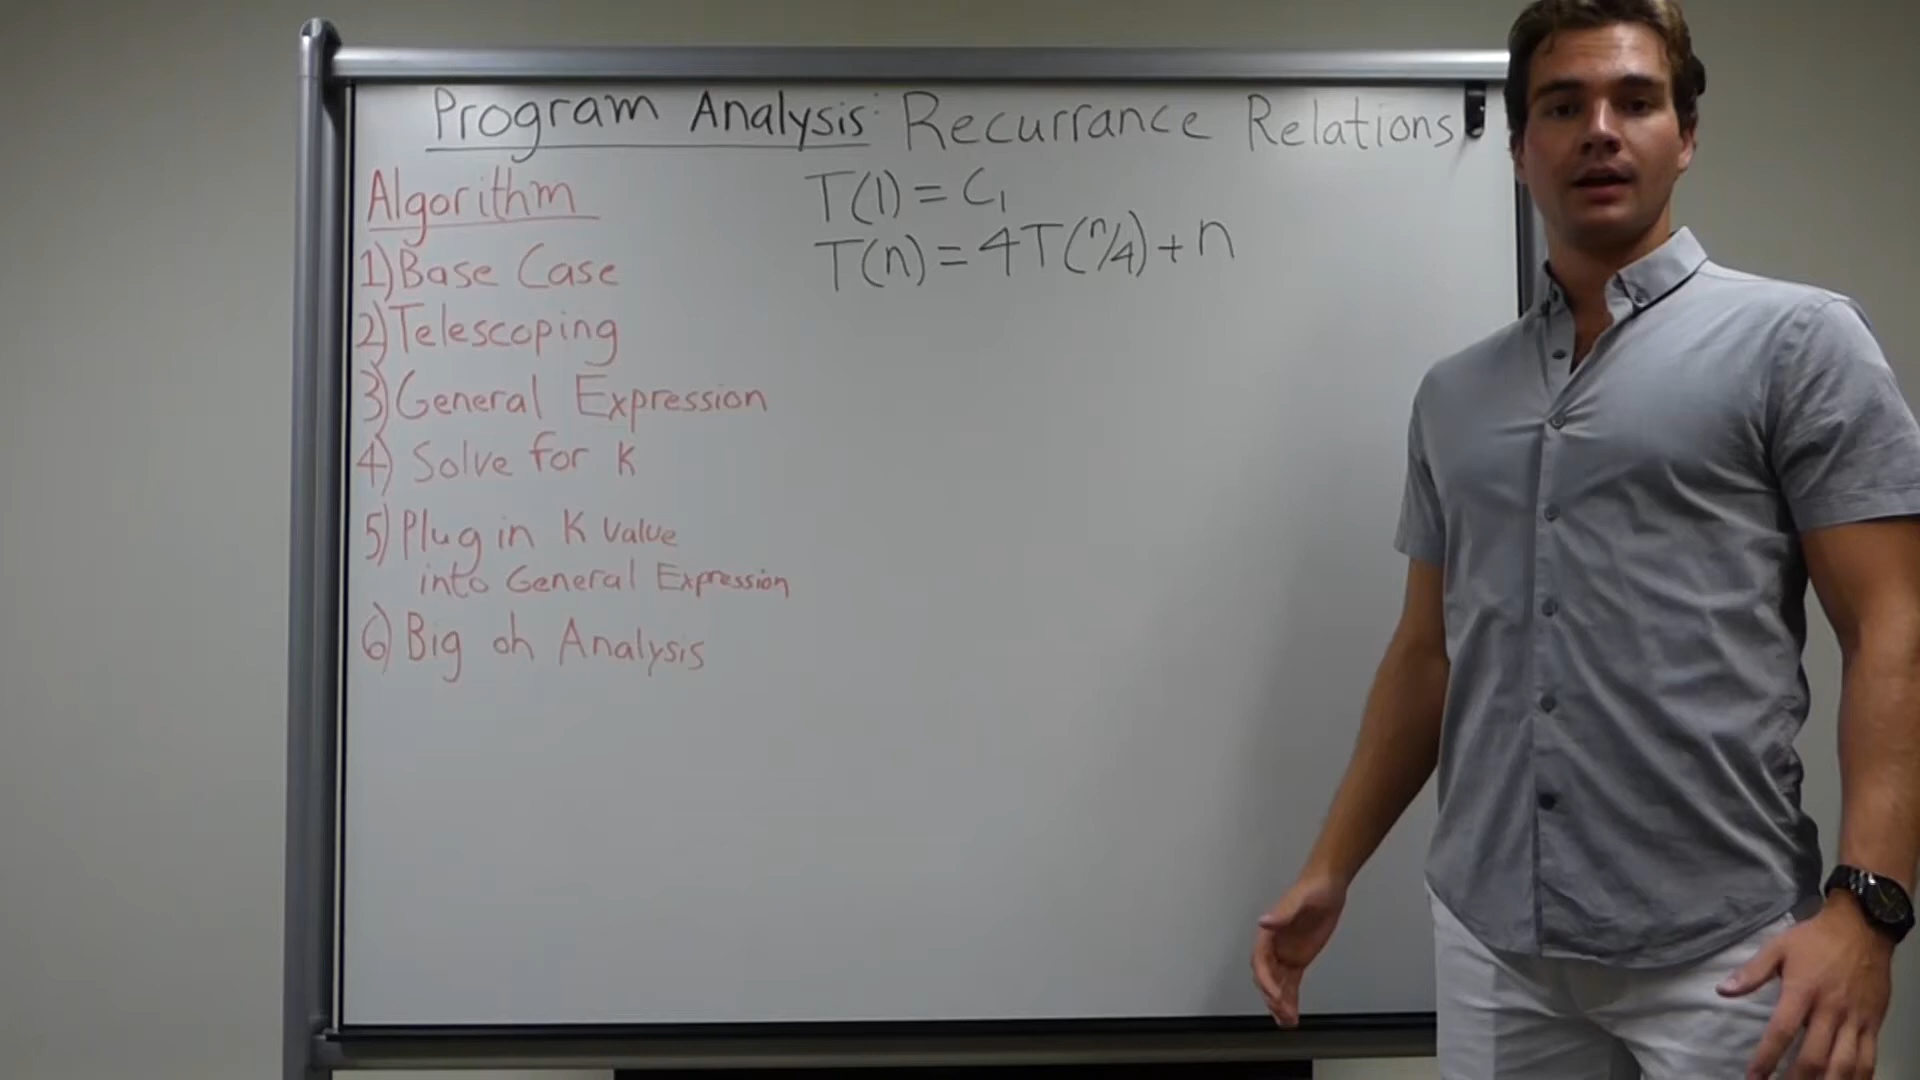 Program Analysis: Recurrance Relations
Algorithm
1) Base Case
2) Telescoping
3) General Expression
4) Solve for K
5) Plug in K value
into General Expression
6) Big oh Analysis
T(1) = C₁
T(n) = 4T(n/4) + n